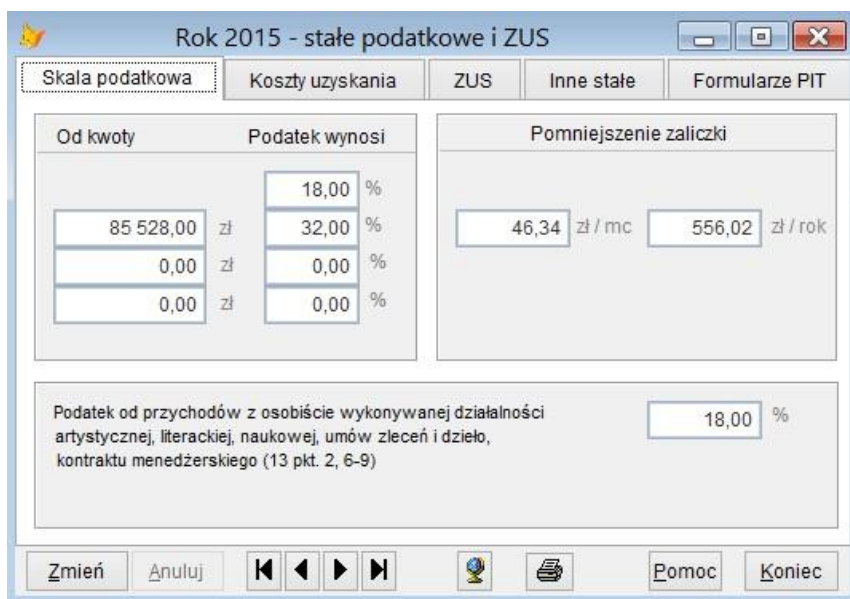 Rok 2015 - stałe podatkowe i ZUS
Skala podatkowa Koszty uzyskania ZUS Inne stałe Formularze PIT
Od kwoty Podatek wynosi Pomniejszenie zaliczki
18,00 %
85 528,00 zł 32,00 % 46,34 zł / mc 556,02 zł / rok
0,00 zł 0,00 %
0,00 zł 0,00 %
Podatek od przychodów z osobiście wykonywanej działalności
artystycznej, literackiej, naukowej, umów zleceń i dzieło,
kontraktu menedżerskiego (13 pkt. 2, 6-9)
18,00 %
Zmień Anuluj Pomoc Koniec